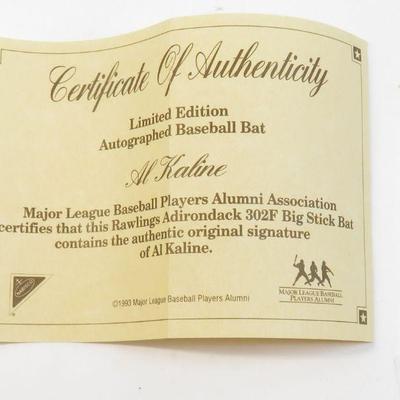 Certificate Of Authenticity
Limited Edition
Autographed Baseball Bat
Al Kaline
Major League Baseball Players Alumni Association
certifies that this Rawlings Adirondack 302F Big Stick Bat
contains the authentic original signature
of Al Kaline.
©1993 Major League Baseball Players Alumni
MAJOR LEAGUE BASEBALL
PLAYERS ALUMNI